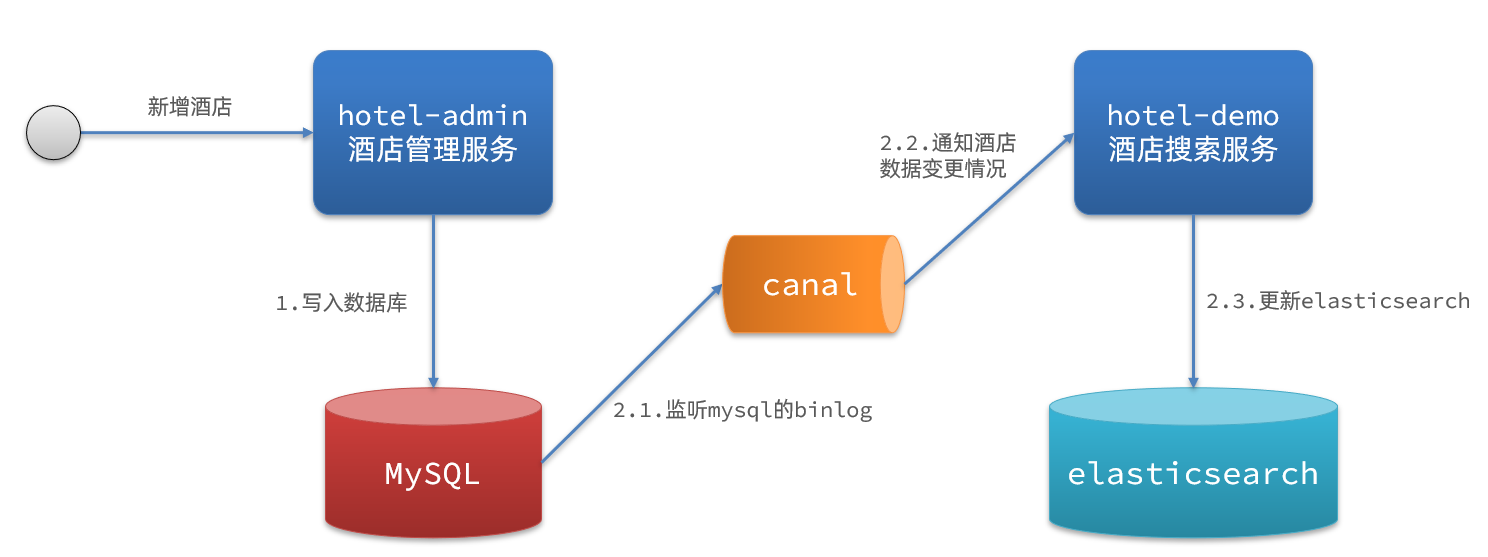 新增酒店
hotel-admin
酒店管理服务
1.写入数据库
MySQL
2.1.监听mysql的binlog
canal
2.2.通知酒店
数据变更情况
hotel-demo
酒店搜索服务
2.3.更新elasticsearch
elasticsearch